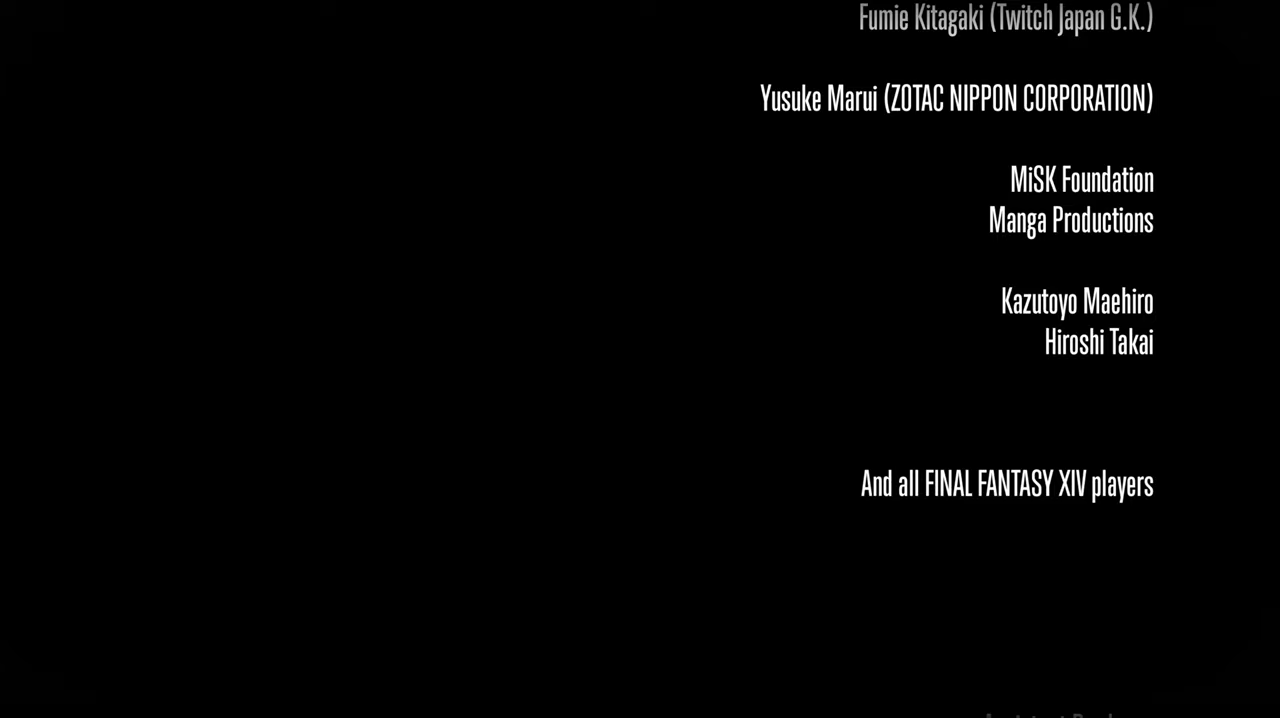 Fumie Kitagaki (Twitch Japan G.K.)
Yusuke Marui (ZOTAC NIPPON CORPORATION)
MiSK Foundation
Manga Productions
Kazutoyo Maehiro
Hiroshi Takai
And all FINAL FANTASY XIV players